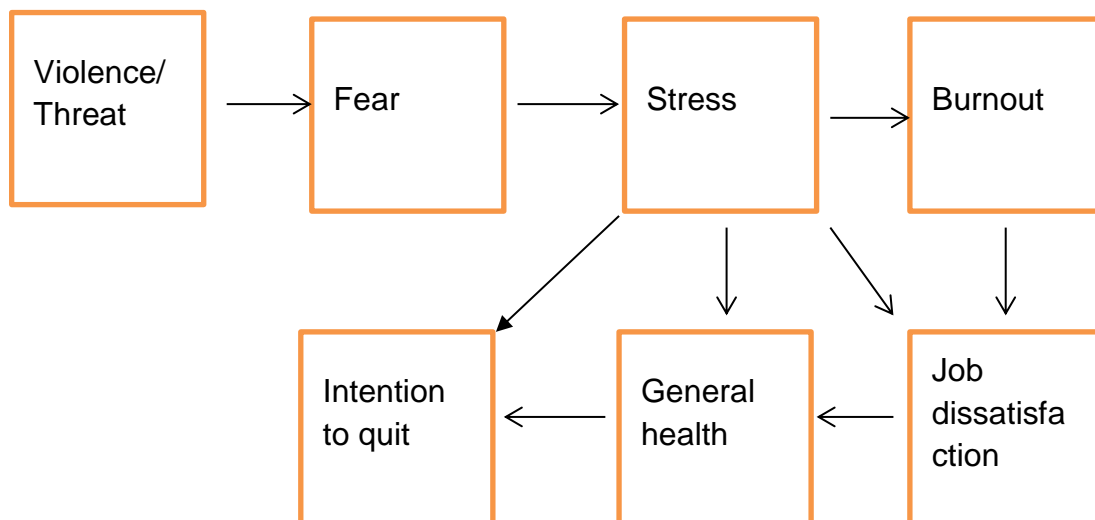 Violence/
Threat
Fear
Stress
Burnout
Intention
to quit
General
health
Job
dissatisfa
ction